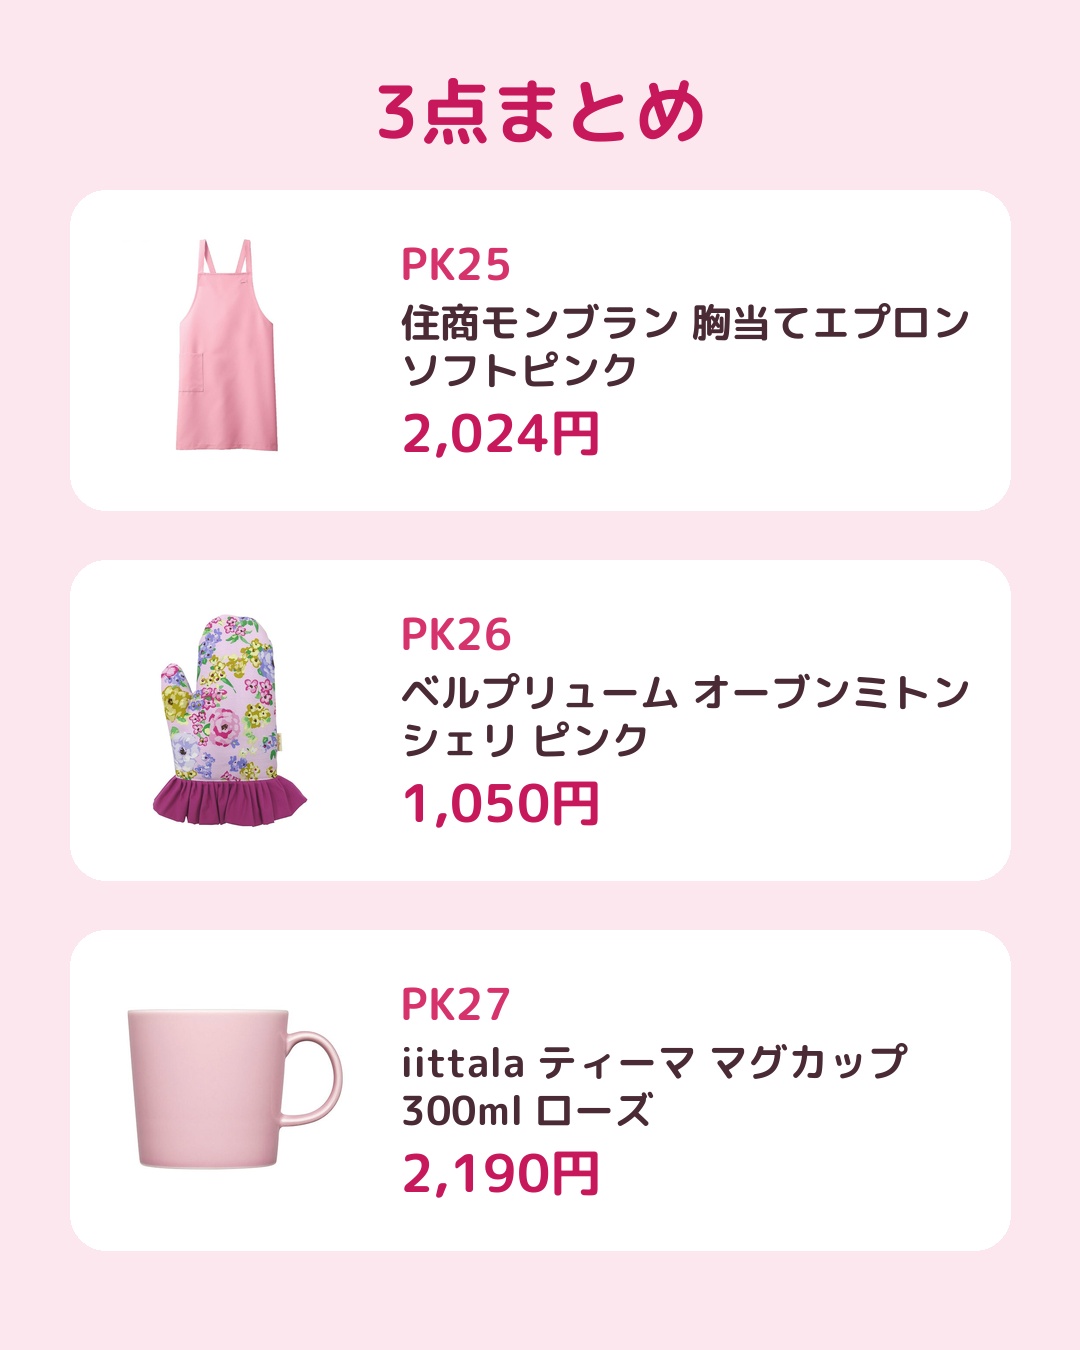 3点まとめ
PK25
住商モンブラン 胸当てエプロン
ソフトピンク
2,024円
PK26
ベルプリューム オーブンミトン
シェリ ピンク
1,050円
PK27
iittala ティーマ マグカップ
300ml ローズ
2,190円